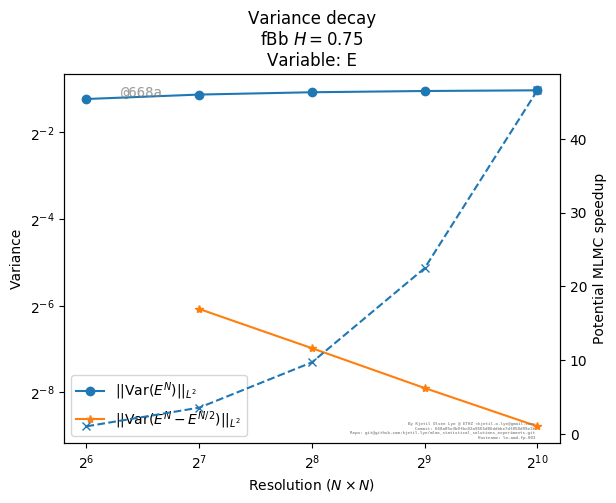 Variance decay
fBb H = 0.75
Variable: E
@668a
Variance
2^{-2}
2^{-4}
2^{-6}
2^{-8}
||Var(E^N)||_{L^2}
||Var(E^N − E^{N/2})||_{L^2}
40
30
20
10
0
Potential MLMC speedup
2^6
2^7
2^8
2^9
2^{10}
Resolution (N × N)